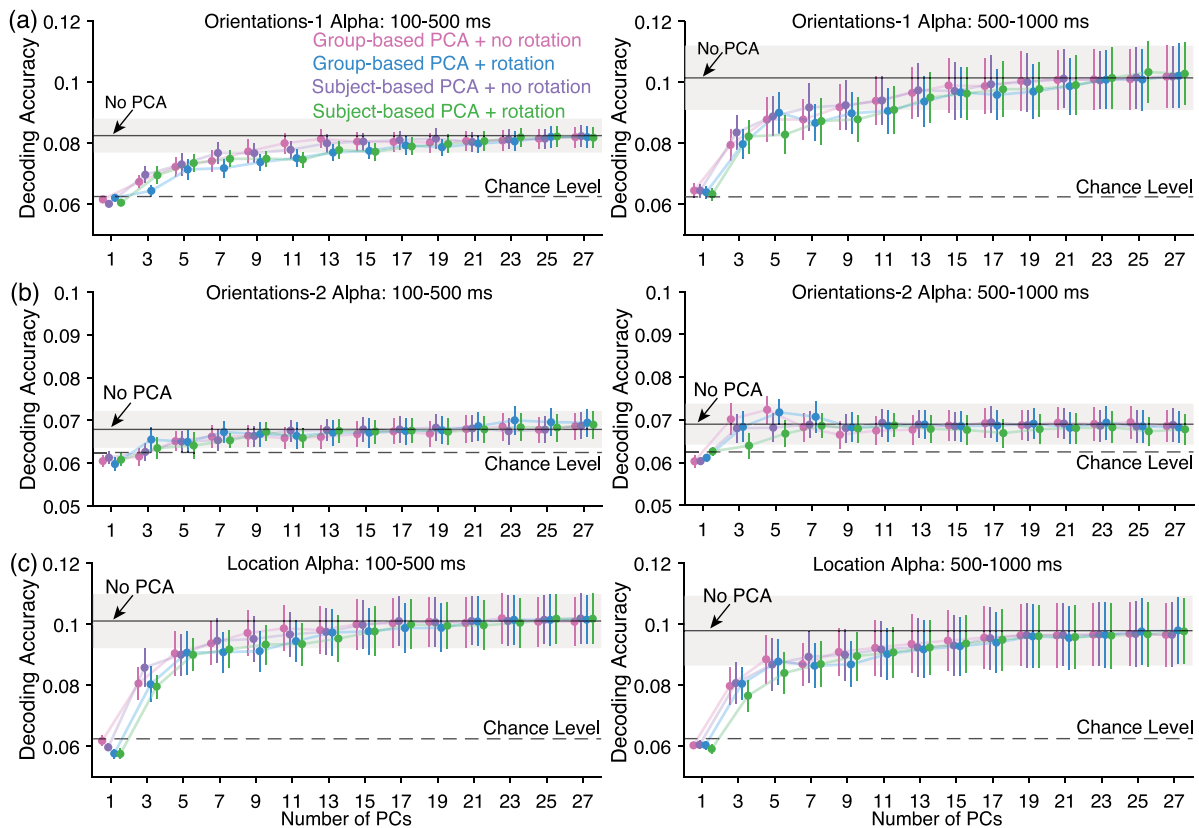 (a)
Orientations-1 Alpha: 100-500 ms
Group-based PCA + no rotation
Group-based PCA + rotation
Subject-based PCA + no rotation
Subject-based PCA + rotation
No PCA
Chance Level
Decoding Accuracy
0.12
0.1
0.08
0.06
1 3 5 7 9 11 13 15 17 19 21 23 25 27
Orientations-1 Alpha: 500-1000 ms
No PCA
Chance Level
Decoding Accuracy
0.12
0.1
0.08
0.06
1 3 5 7 9 11 13 15 17 19 21 23 25 27
(b)
Orientations-2 Alpha: 100-500 ms
No PCA
Chance Level
Decoding Accuracy
0.1
0.09
0.08
0.07
0.06
0.05
1 3 5 7 9 11 13 15 17 19 21 23 25 27
Orientations-2 Alpha: 500-1000 ms
No PCA
Chance Level
Decoding Accuracy
0.1
0.09
0.08
0.07
0.06
0.05
1 3 5 7 9 11 13 15 17 19 21 23 25 27
(c)
Location Alpha: 100-500 ms
No PCA
Chance Level
Decoding Accuracy
0.12
0.1
0.08
0.06
1 3 5 7 9 11 13 15 17 19 21 23 25 27
Number of PCs
Location Alpha: 500-1000 ms
No PCA
Chance Level
Decoding Accuracy
0.12
0.1
0.08
0.06
1 3 5 7 9 11 13 15 17 19 21 23 25 27
Number of PCs